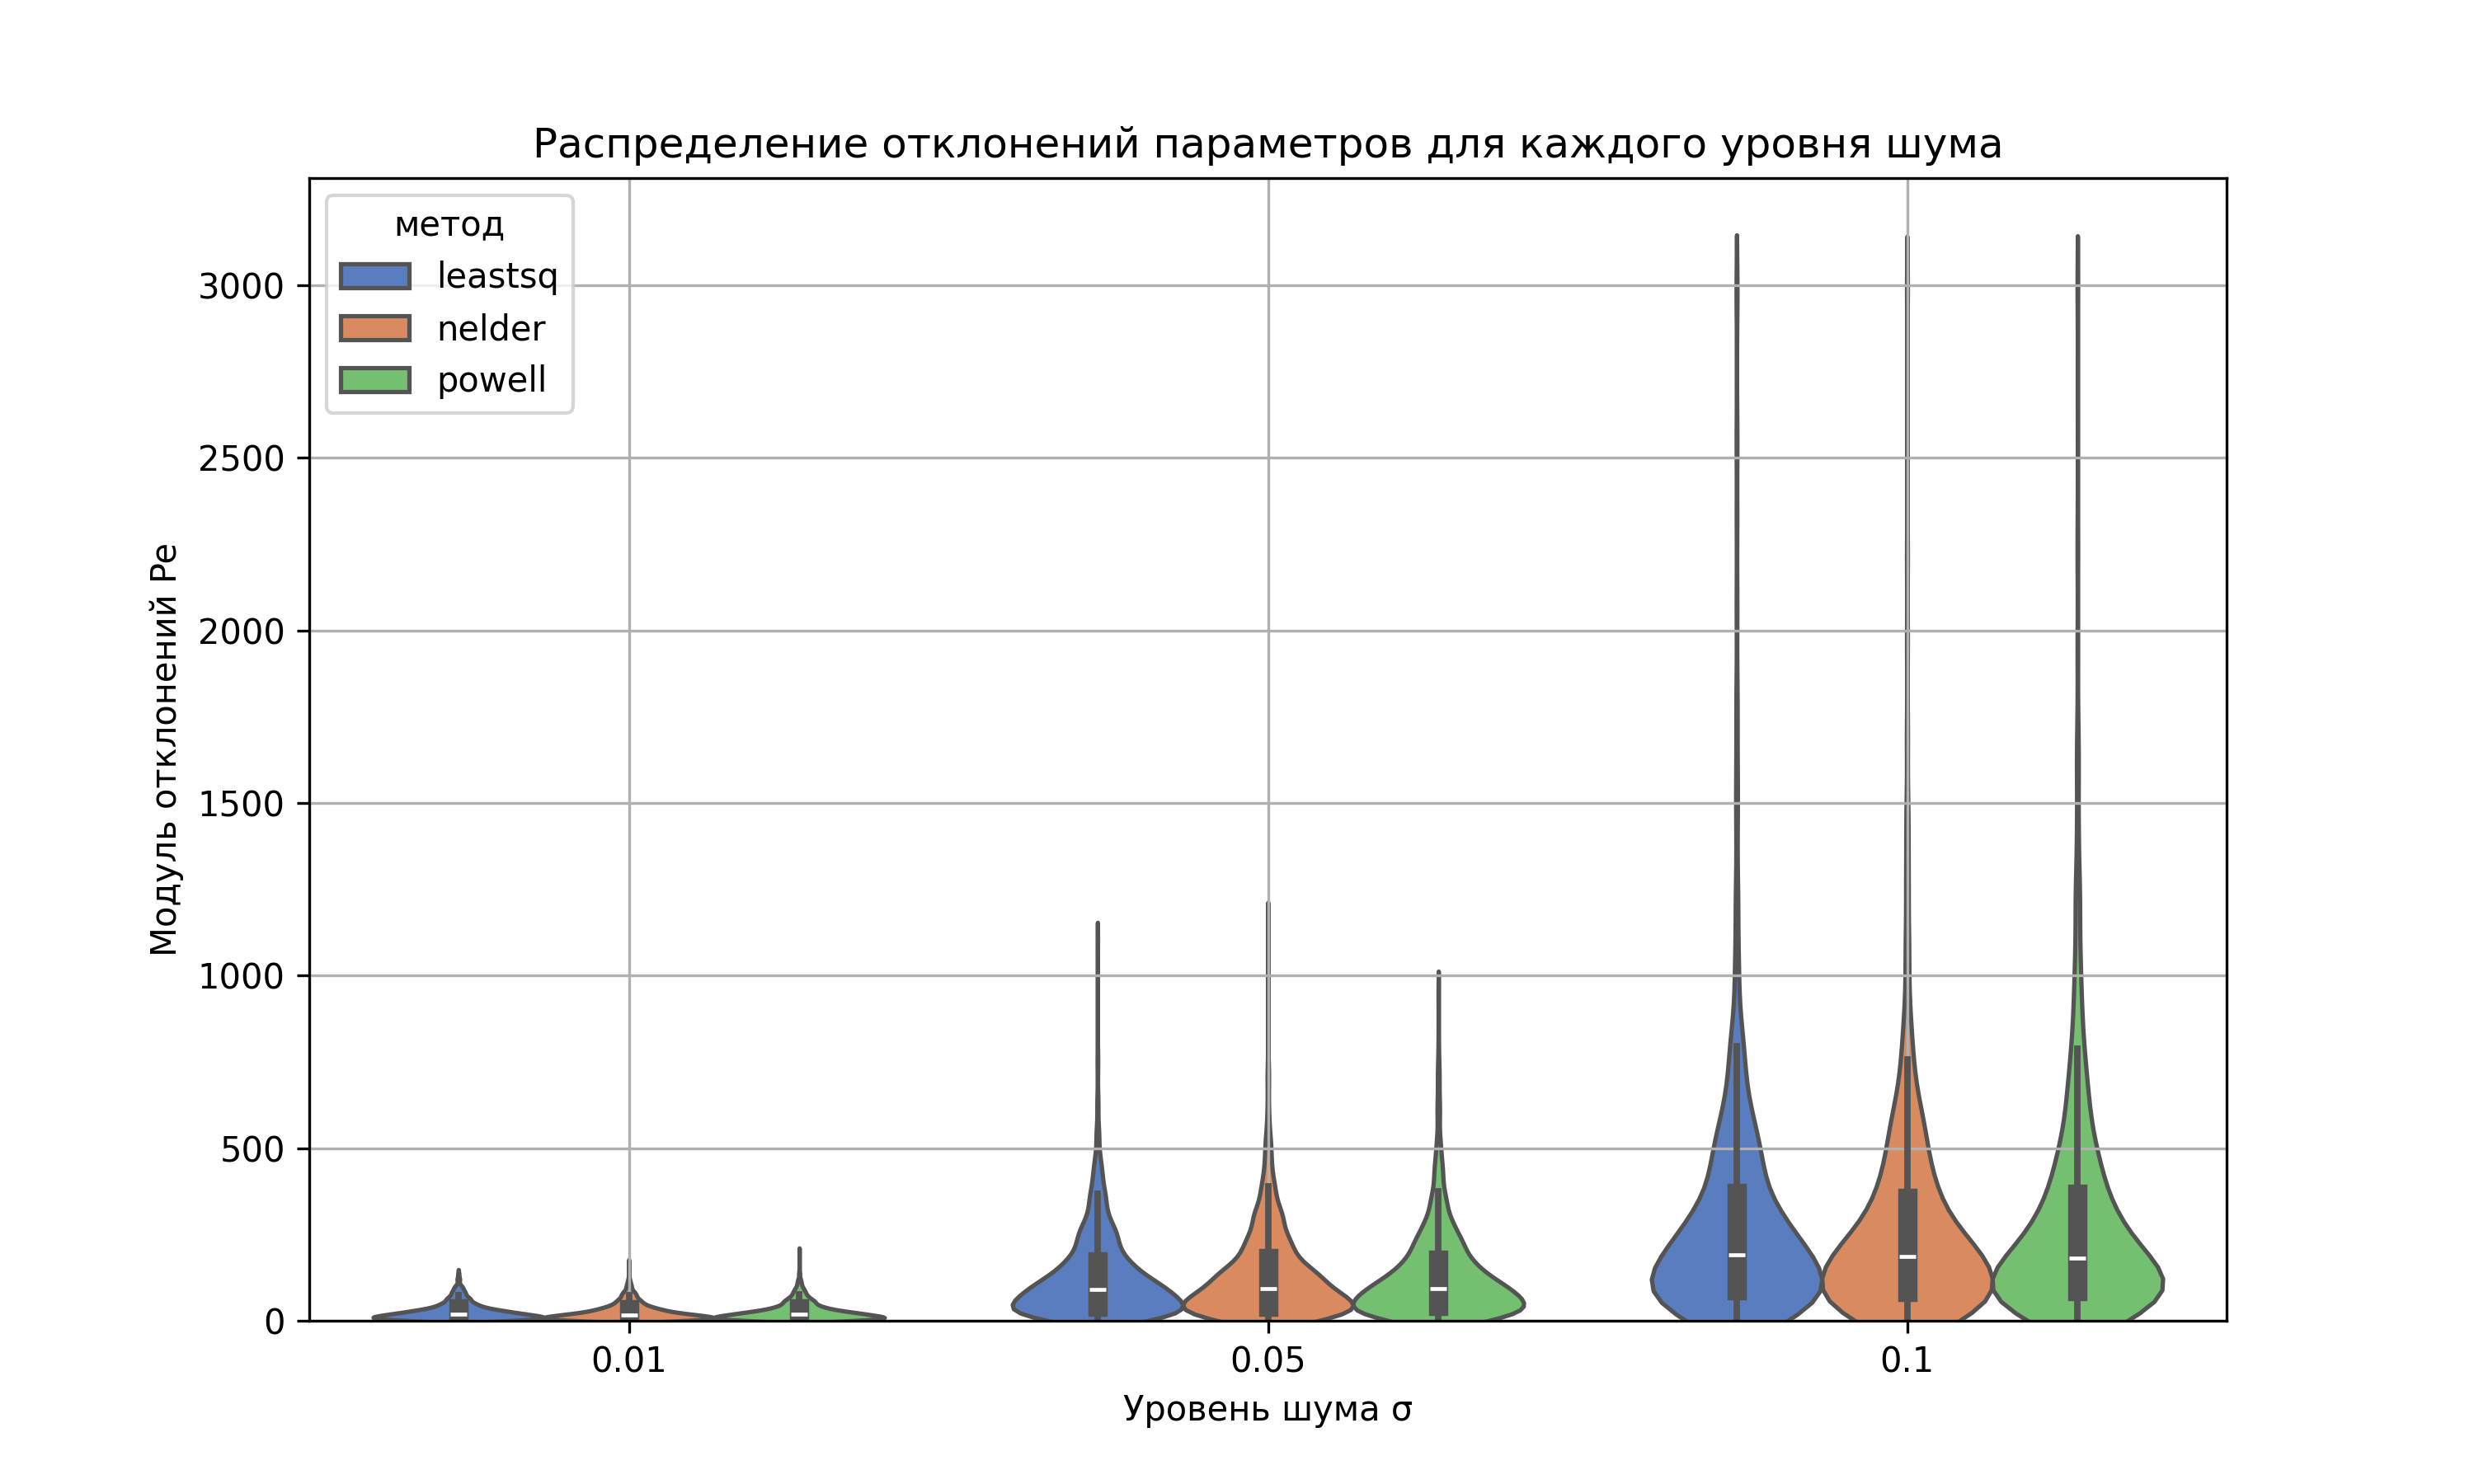 Распределение отклонений параметров для каждого уровня шума
метод
leastsq
nelder
powell
Модуль отклонений Pe
3000
2500
2000
1500
1000
500
0
0.01
0.05
0.1
Уровень шума σ